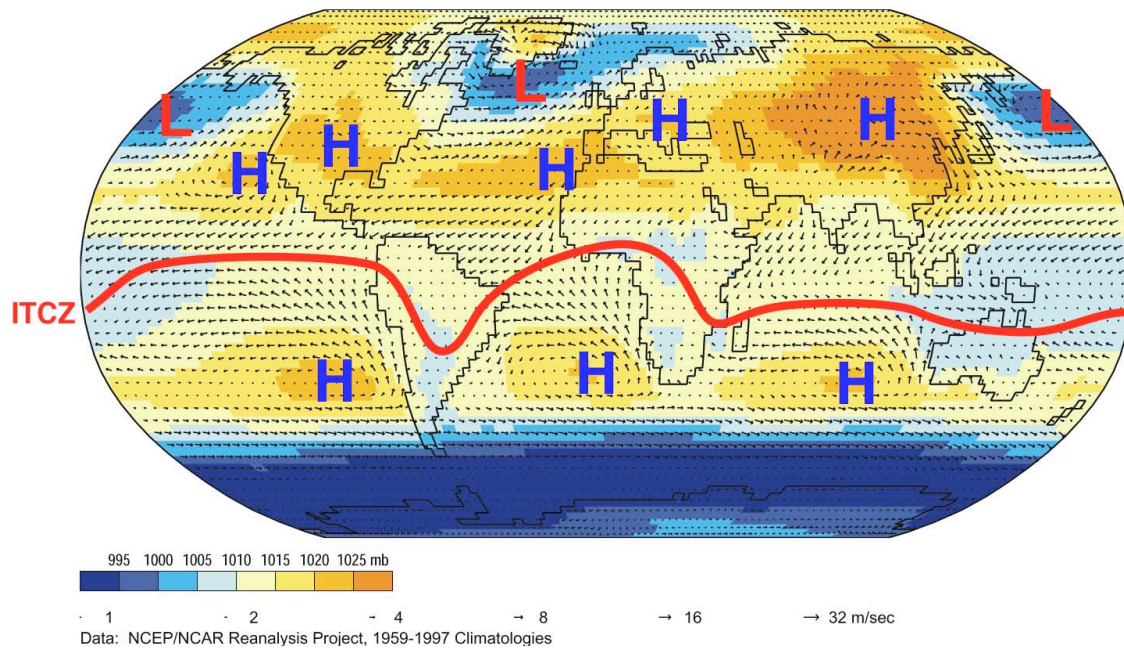 L
L
L
H
H
H
H
H
ITCZ
H
H
H
995 1000 1005 1010 1015 1020 1025 mb
1 2 4 8 16 32 m/sec
Data: NCEP/NCAR Reanalysis Project, 1959-1997 Climatologies